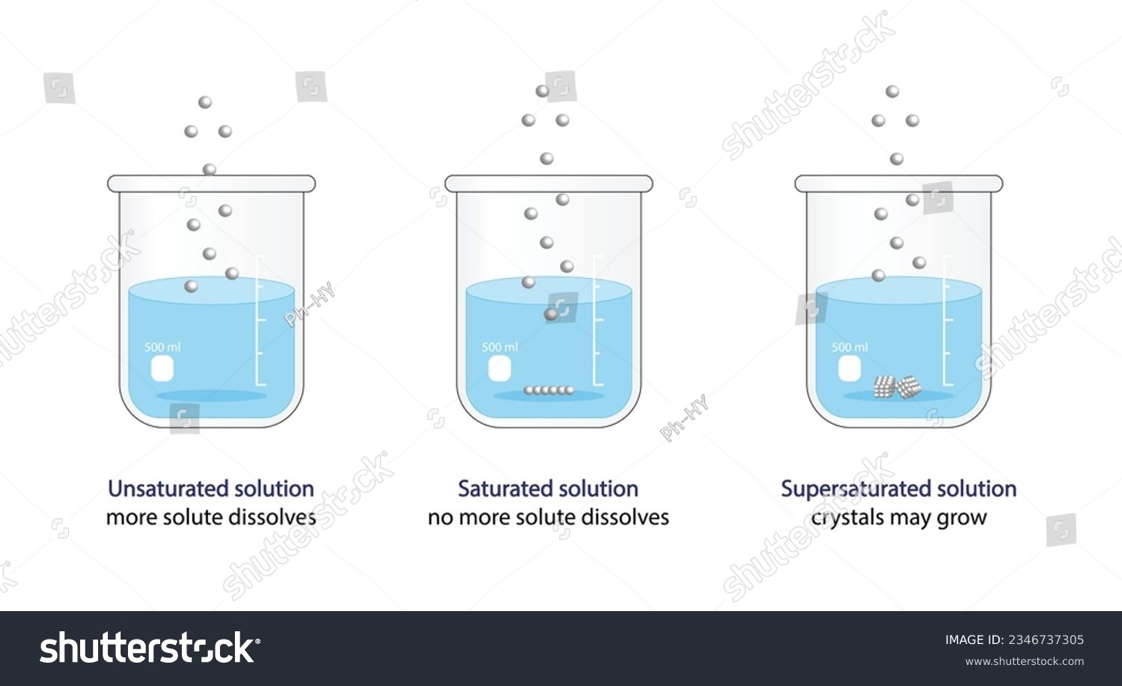 500 ml
500 ml
500 ml
Unsaturated solution
more solute dissolves
Saturated solution
no more solute dissolves
Supersaturated solution
crystals may grow
shutterstock
shutterstock
shutterstock
shutterstock
shutterstock
shutterstock
Ph-HY
Ph-HY
shutterstock®
IMAGE ID: 2346737305
www.shutterstock.com